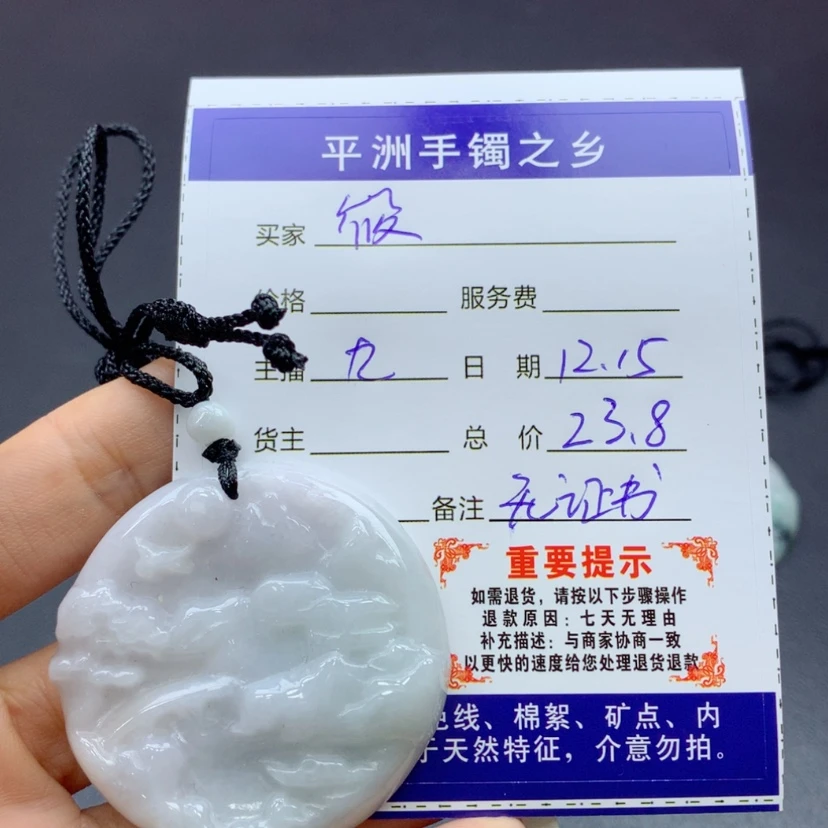 平洲手镯之乡
买家 筱
价格 服务费
主播 九 日 期 12.15
货主 总 价 23.8
备注 无证书
重要提示
如需退货，请按以下步骤操作
退款原因：七天无理由
补充描述：与商家协商一致
以更快的速度给您处理退货退款
色线、棉絮、矿点、内
于天然特征，介意勿拍。